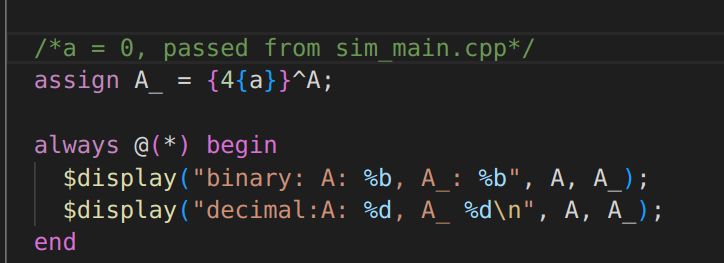 /*a = 0, passed from sim_main.cpp*/
assign A_ = {4{a}}^A;
always @(*) begin
$display("binary: A: %b, A_: %b", A, A_);
$display("decimal:A: %d, A_ %d\n", A, A_);
end